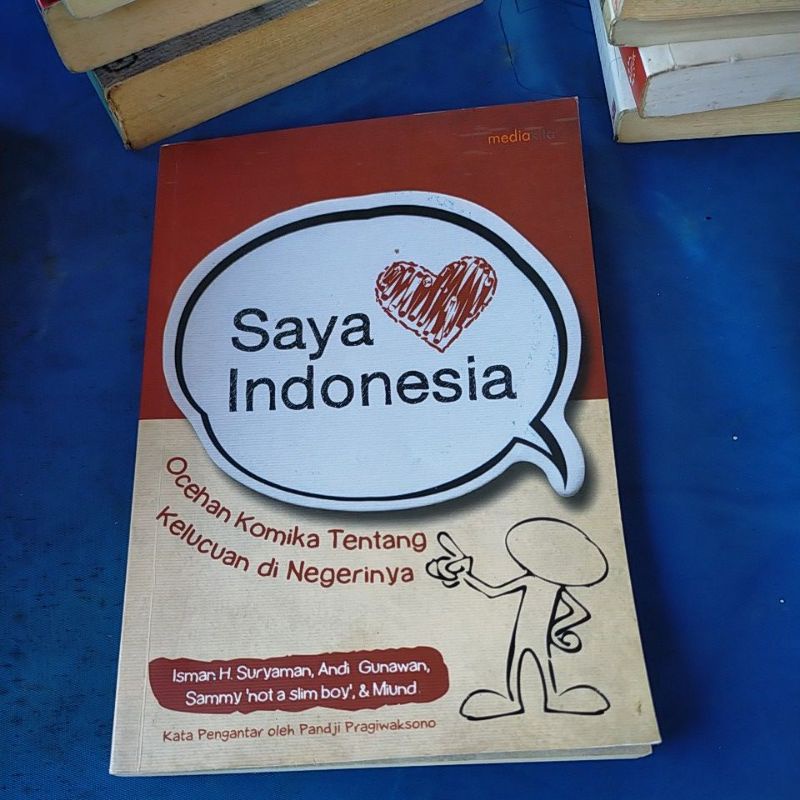 mediakita
Saya
Indonesia
Ocehan Komika Tentang
Kelucuan di Negerinya
Isman H. Suryaman, Andi Gunawan,
Sammy 'not a slim boy', & Miund
Kata Pengantar oleh Pandji Pragiwaksono